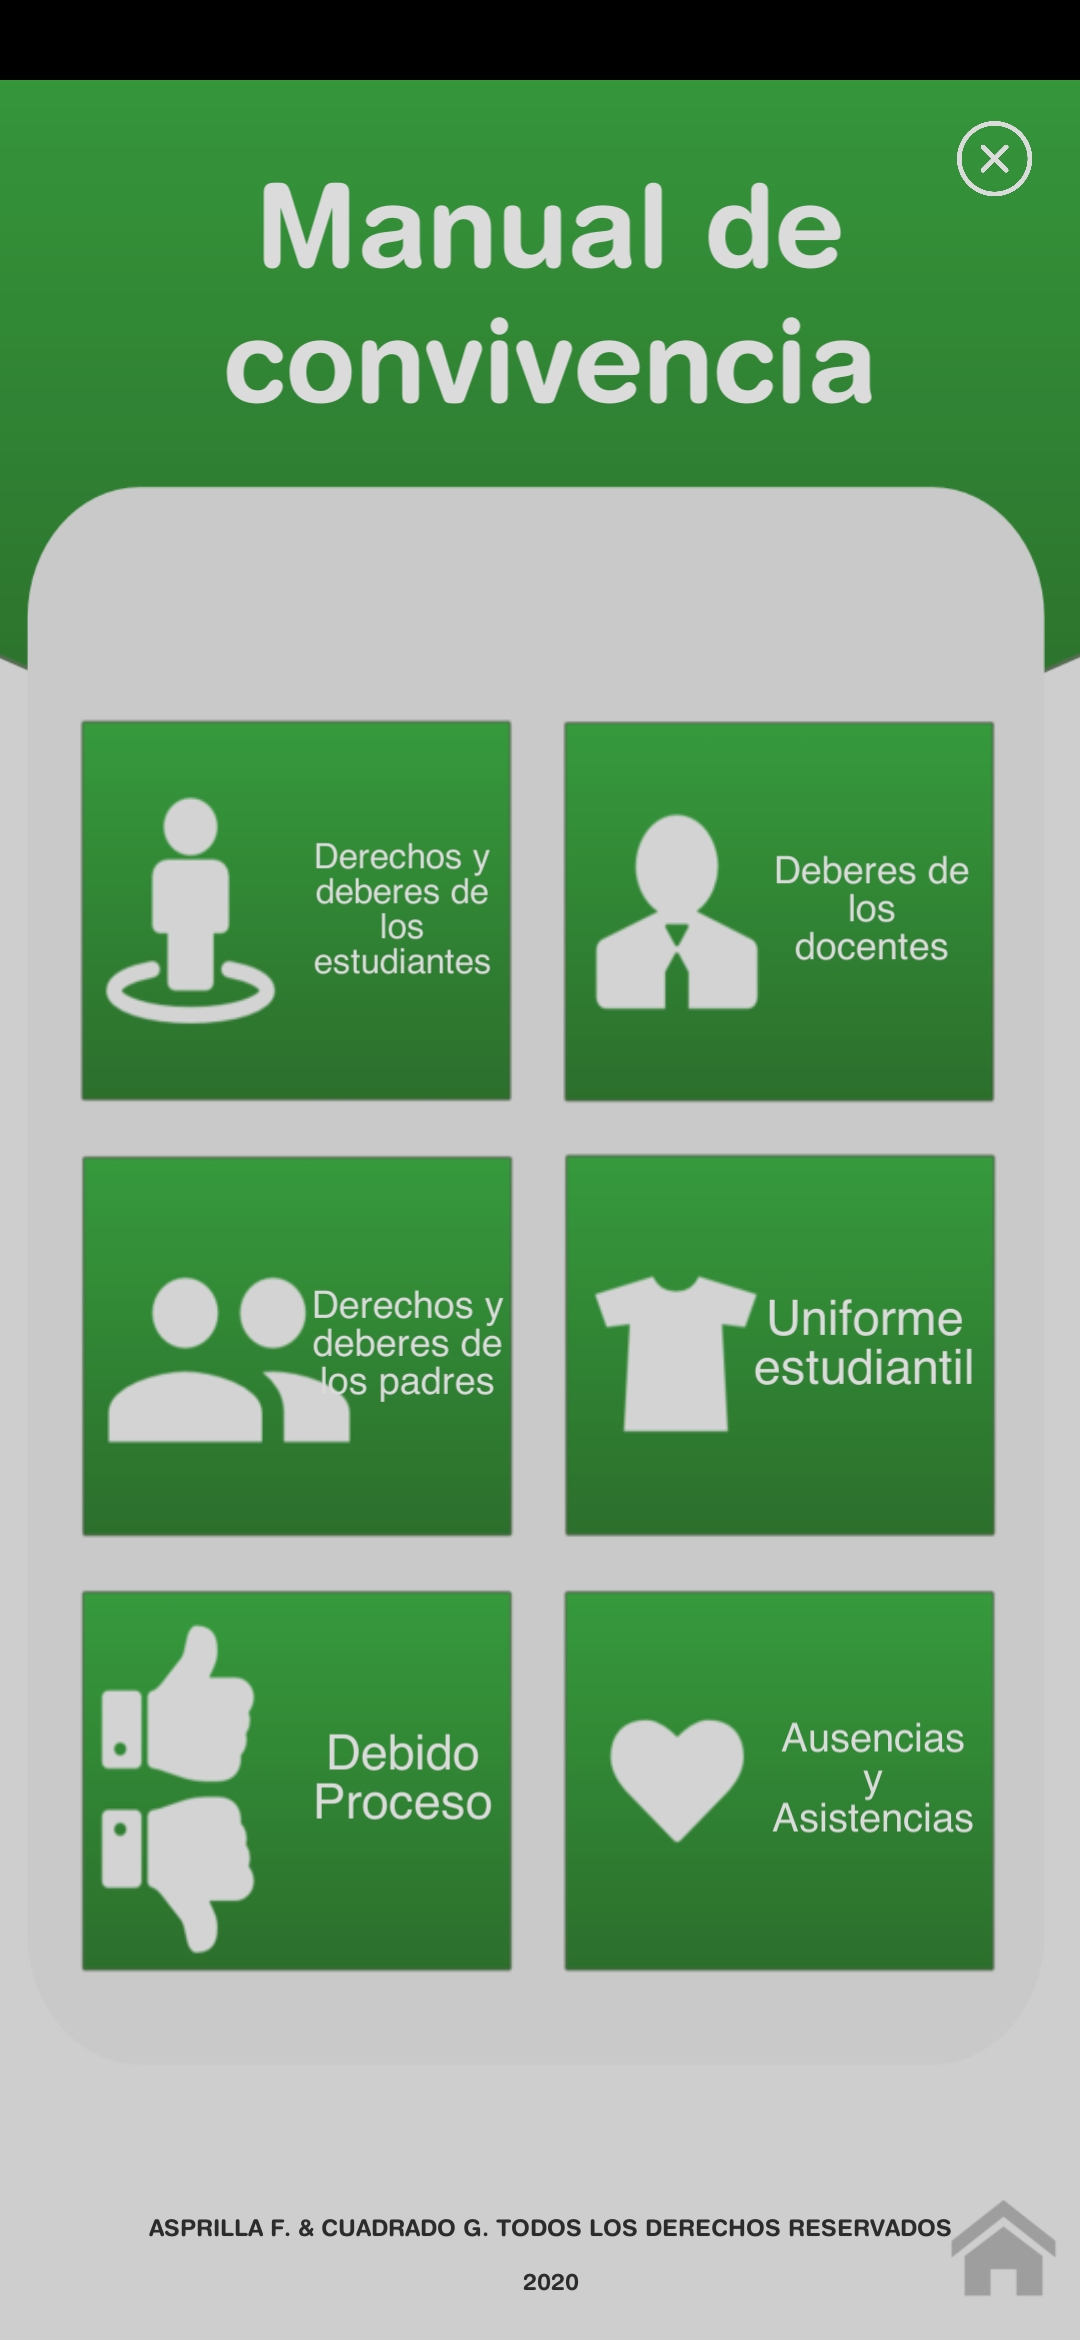 Manual de
convivencia
Derechos y
deberes de
los
estudiantes
Deberes de
los
docentes
Derechos y
deberes de
los padres
Uniforme
estudiantil
Debido
Proceso
Ausencias
y
Asistencias
ASPRILLA F. & CUADRADO G. TODOS LOS DERECHOS RESERVADOS
2020